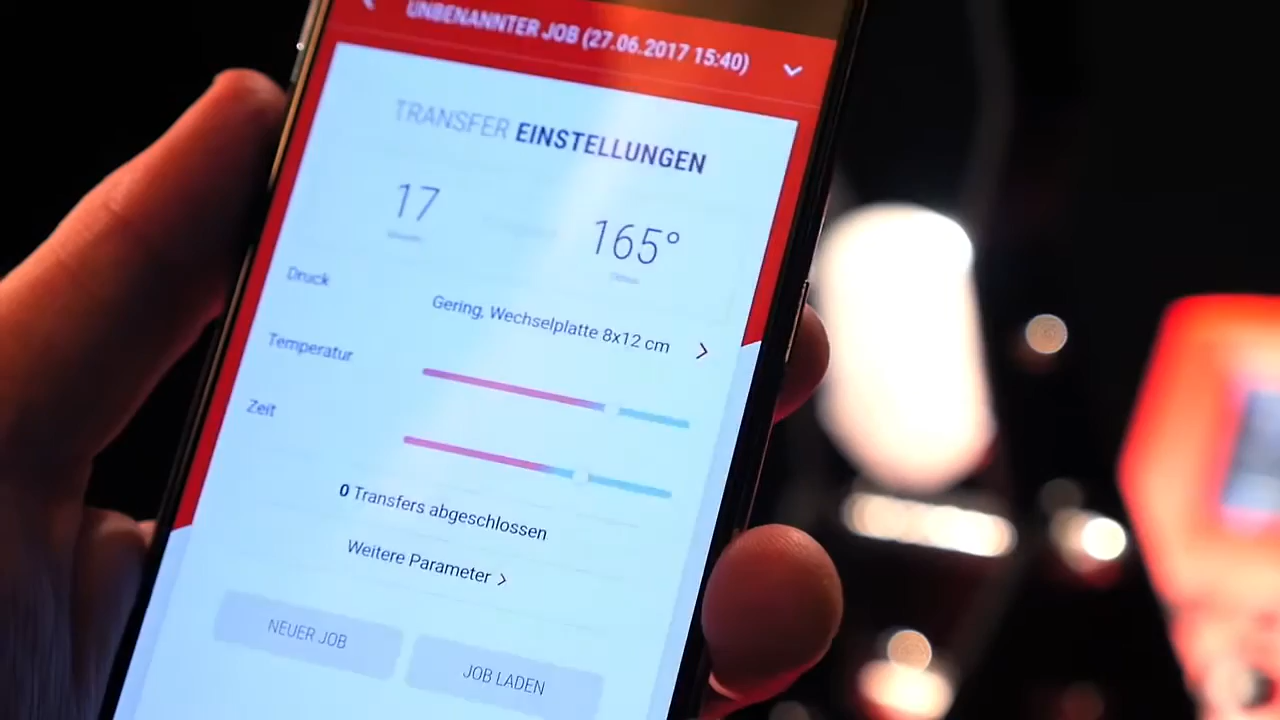 UNBENANNTER JOB (27.06.2017 15:40)
TRANSFER EINSTELLUNGEN
17
165°
Druck
Gering, Wechselplatte 8x12 cm
Temperatur
Zeit
0 Transfers abgeschlossen
Weitere Parameter
NEUER JOB
JOB LADEN